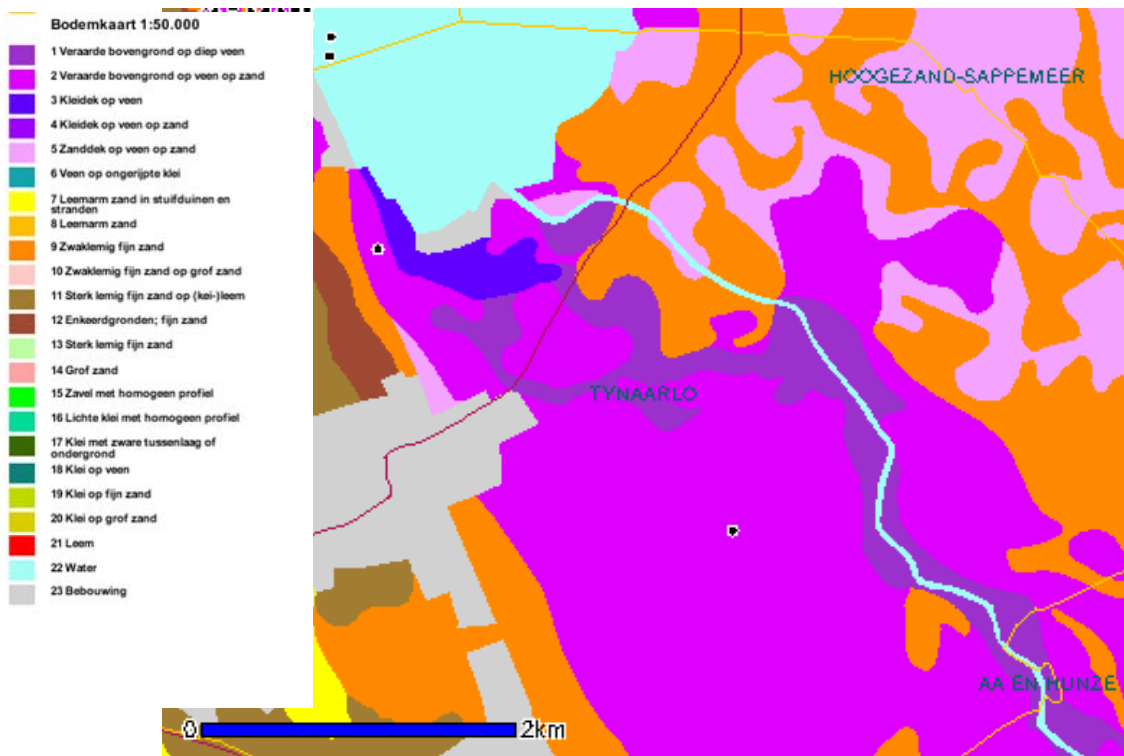 Bodemkaart 1:50.000
1 Veraarde bovengrond op diep veen
2 Veraarde bovengrond op veen op zand
3 Kleidek op veen
4 Kleidek op veen op zand
5 Zanddek op veen op zand
6 Veen op ongerijpte klei
7 Leemarm zand in stuifduinen en
stranden
8 Leemarm zand
9 Zwaklemig fijn zand
10 Zwaklemig fijn zand op grof zand
11 Sterk lemig fijn zand op (kei-)leem
12 Enkeerdgronden; fijn zand
13 Sterk lemig fijn zand
14 Grof zand
15 Zavel met homogeen profiel
16 Lichte klei met homogeen profiel
17 Klei met zware tussenlaag of
ondergrond
18 Klei op veen
19 Klei op fijn zand
20 Klei op grof zand
21 Leem
22 Water
23 Bebouwing
HOOGEZAND-SAPPEMEER
TYNAARLO
AA EN HUNZE
0 2km